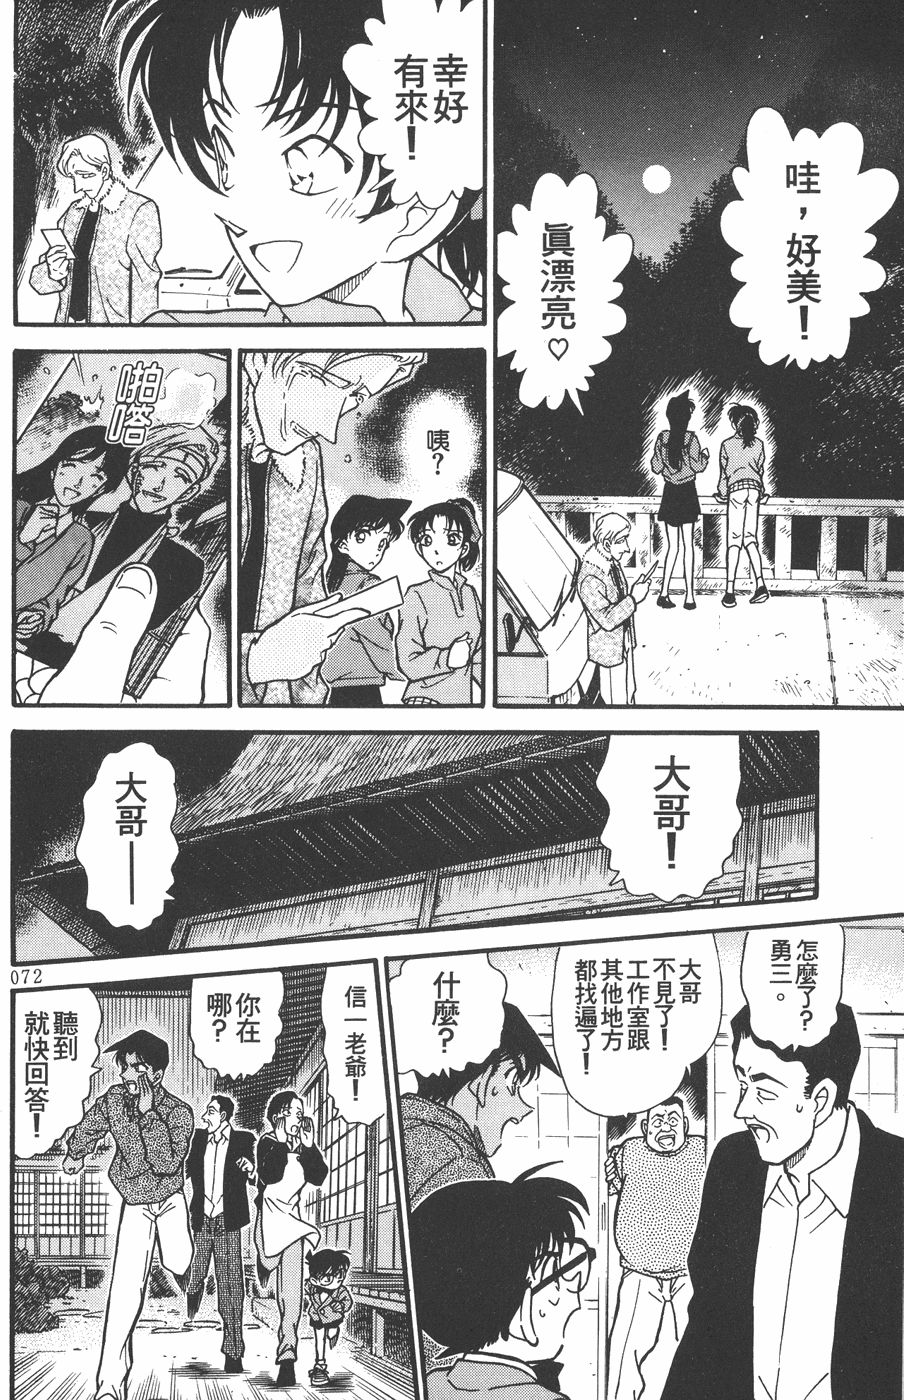 哇，好美！
眞漂亮♡
幸好
有來！
咦？
啪
嗒
大哥！
大哥——
怎麼了？
勇三。
大哥
不見了！
工作室跟
其他地方
都找遍了！
什麼？
信一老爺！
你在
哪？
聽到
就快回答！
072